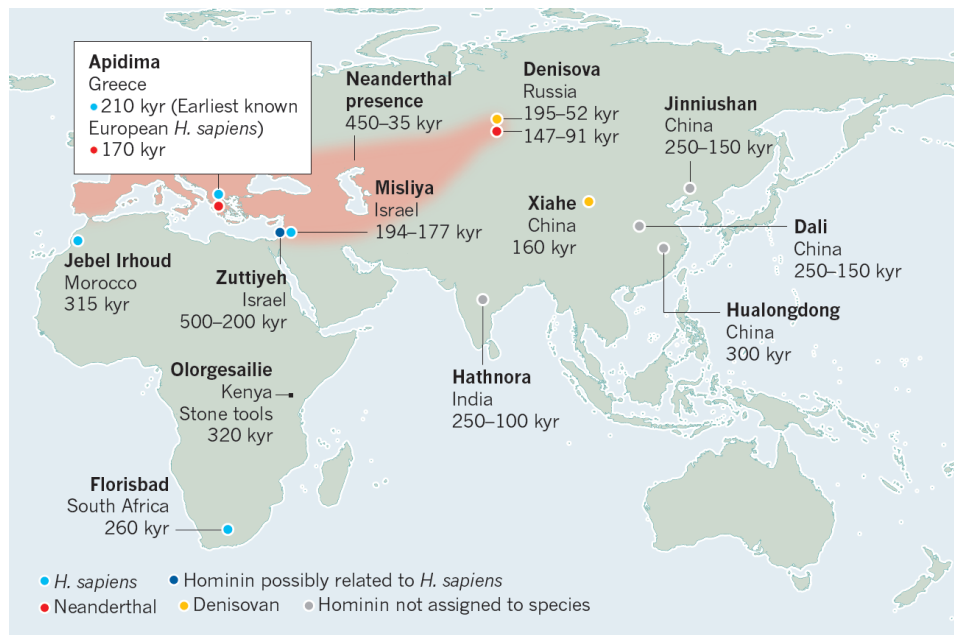 Apidima
Greece
210 kyr (Earliest known
European H. sapiens)
170 kyr
Neanderthal
presence
450–35 kyr
Denisova
Russia
195–52 kyr
147–91 kyr
Jinniushan
China
250–150 kyr
Misliya
Israel
194–177 kyr
Xiahe
China
160 kyr
Dali
China
250–150 kyr
Jebel Irhoud
Morocco
315 kyr
Zuttiyeh
Israel
500–200 kyr
Hualongdong
China
300 kyr
Olorgesailie
Kenya
Stone tools
320 kyr
Hathnora
India
250–100 kyr
Florisbad
South Africa
260 kyr
H. sapiens
Hominin possibly related to H. sapiens
Neanderthal
Denisovan
Hominin not assigned to species